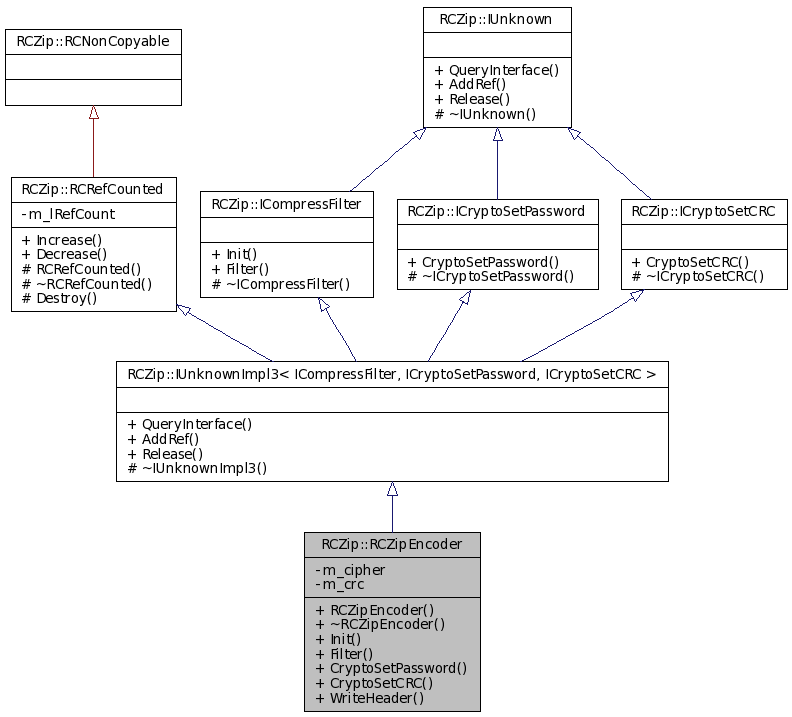 RCZip::IUnknown
+ QueryInterface()
+ AddRef()
+ Release()
# ~IUnknown()
RCZip::RCNonCopyable
RCZip::RCRefCounted
- m_lRefCount
+ Increase()
+ Decrease()
# RCRefCounted()
# ~RCRefCounted()
# Destroy()
RCZip::ICompressFilter
+ Init()
+ Filter()
# ~ICompressFilter()
RCZip::ICryptoSetPassword
+ CryptoSetPassword()
# ~ICryptoSetPassword()
RCZip::ICryptoSetCRC
+ CryptoSetCRC()
# ~ICryptoSetCRC()
RCZip::IUnknownImpl3< ICompressFilter, ICryptoSetPassword, ICryptoSetCRC >
+ QueryInterface()
+ AddRef()
+ Release()
# ~IUnknownImpl3()
RCZip::RCZipEncoder
- m_cipher
- m_crc
+ RCZipEncoder()
+ ~RCZipEncoder()
+ Init()
+ Filter()
+ CryptoSetPassword()
+ CryptoSetCRC()
+ WriteHeader()